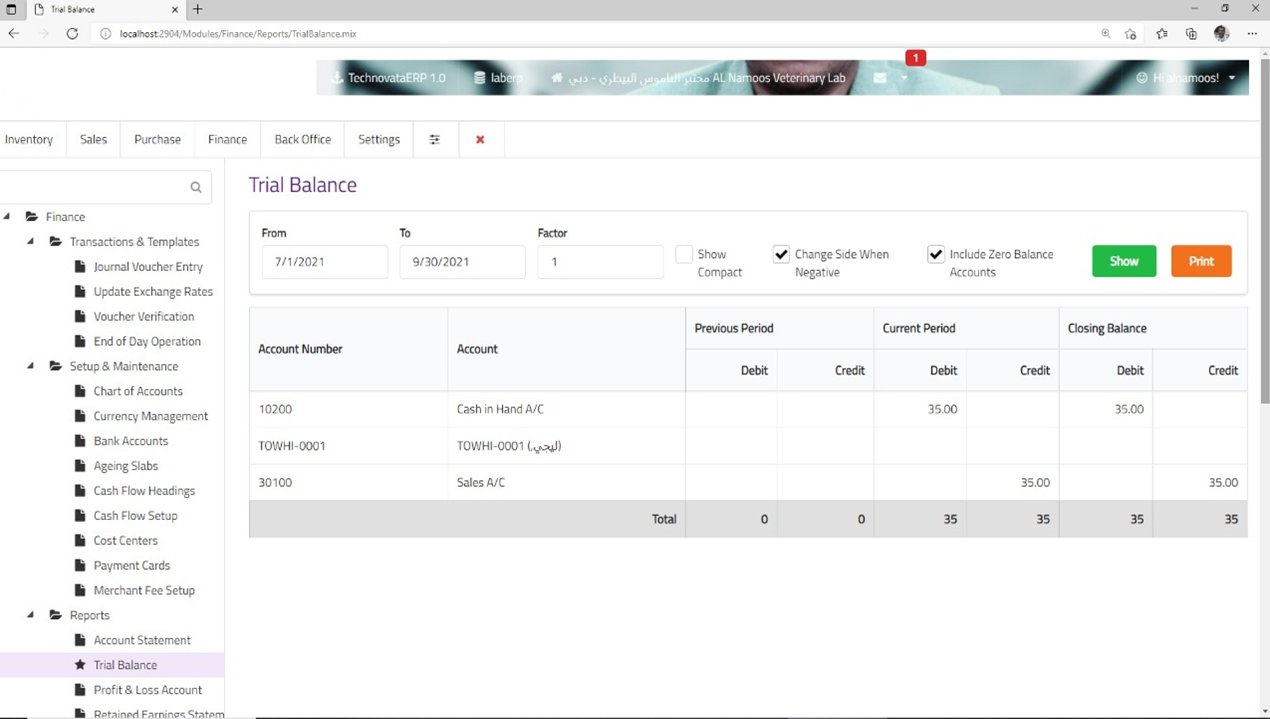 Trial Balance
localhost:2904/Modules/Finance/Reports/TrialBalance.mix
TechnovataERP 1.0 laberp مختبر الناموس البيطري - دبي AL Namoos Veterinary Lab 1 Hi alnamoos!
Inventory Sales Purchase Finance Back Office Settings
Finance
Transactions & Templates
Journal Voucher Entry
Update Exchange Rates
Voucher Verification
End of Day Operation
Setup & Maintenance
Chart of Accounts
Currency Management
Bank Accounts
Ageing Slabs
Cash Flow Headings
Cash Flow Setup
Cost Centers
Payment Cards
Merchant Fee Setup
Reports
Account Statement
Trial Balance
Profit & Loss Account
Retained Earnings Statem
Trial Balance
From To Factor
7/1/2021 9/30/2021 1
Show Compact
Change Side When Negative
Include Zero Balance Accounts
Show Print
Account Number Account Previous Period Current Period Closing Balance
Debit Credit Debit Credit Debit Credit
10200 Cash in Hand A/C 35.00 35.00
TOWHI-0001 TOWHI-0001 (ليجي,)
30100 Sales A/C 35.00 35.00
Total 0 0 35 35 35 35